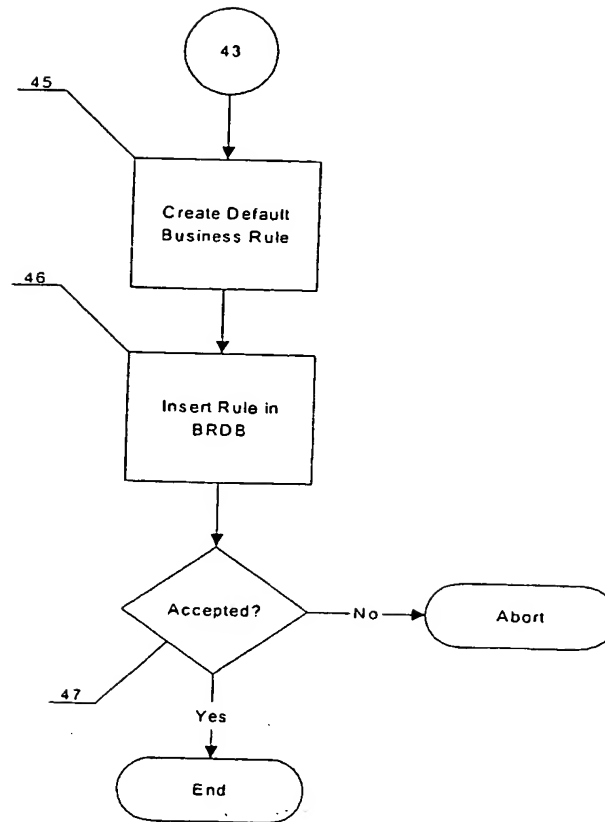 43
45
Create Default
Business Rule
46
Insert Rule in
BRDB
Accepted?
No
Abort
47
Yes
End